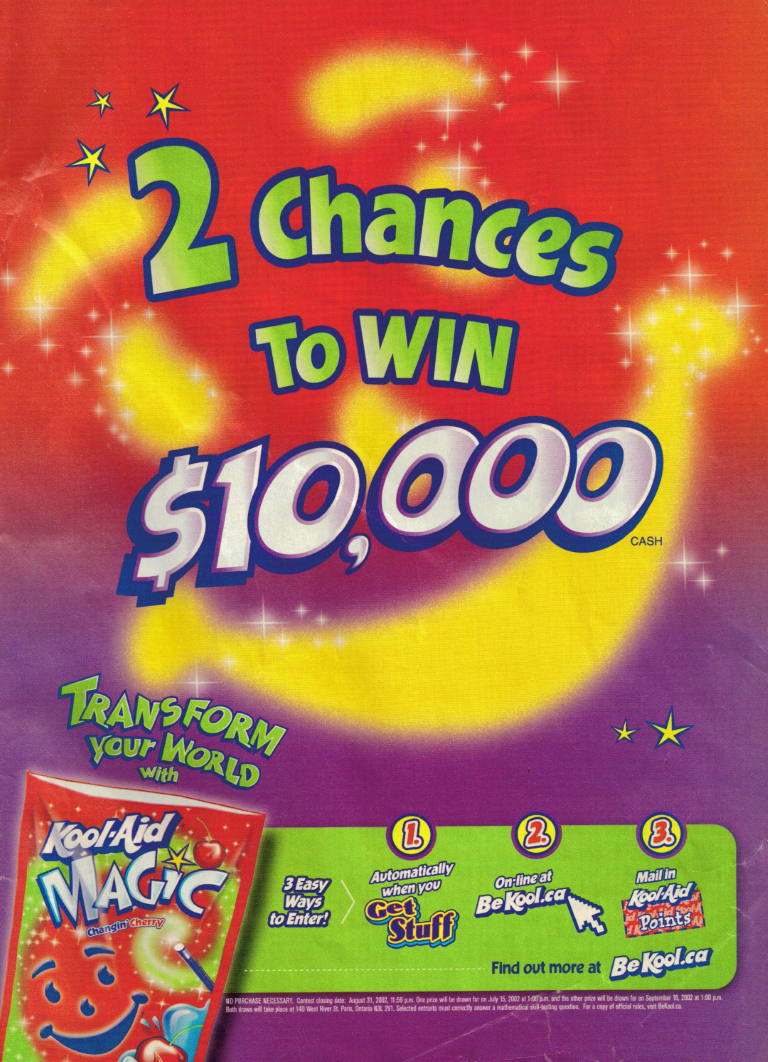 2 Chances
To WIN
$10,000
CASH
TRANSFORM
your WORLD
with
Kool-Aid
MAGiC
Changin' Cherry
3 Easy
Ways
to Enter!
1.
Automatically
when you
Get
Stuff
2.
On-line at
BeKool.ca
3.
Mail in
Kool-Aid
Points
Find out more at BeKool.ca
NO PURCHASE NECESSARY. Contest closing date: August 31, 2002, 11:59 p.m. One prize will be drawn for on July 15, 2002 at 1:00 p.m. and the other prize will be drawn for on September 16, 2002 at 1:00 p.m.
Both draws will take place at 140 West River St. Paris, Ontario N3L 2V1. Selected entrants must correctly answer a mathematical skill-testing question. For a copy of official rules, visit BeKool.ca.